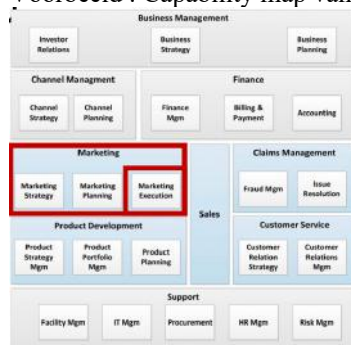 Business Management
Investor Relations
Business Strategy
Business Planning
Channel Managment
Finance
Channel Strategy
Channel Planning
Finance Mgm
Billing & Payment
Accounting
Marketing
Claims Management
Marketing Strategy
Marketing Planning
Marketing Execution
Fraud Mgm
Issue Resolution
Sales
Product Development
Customer Service
Product Strategy Mgm
Product Portfolio Mgm
Product Planning
Customer Relation Strategy
Customer Relations Mgm
Support
Facility Mgm
IT Mgm
Procurement
HR Mgm
Risk Mgm